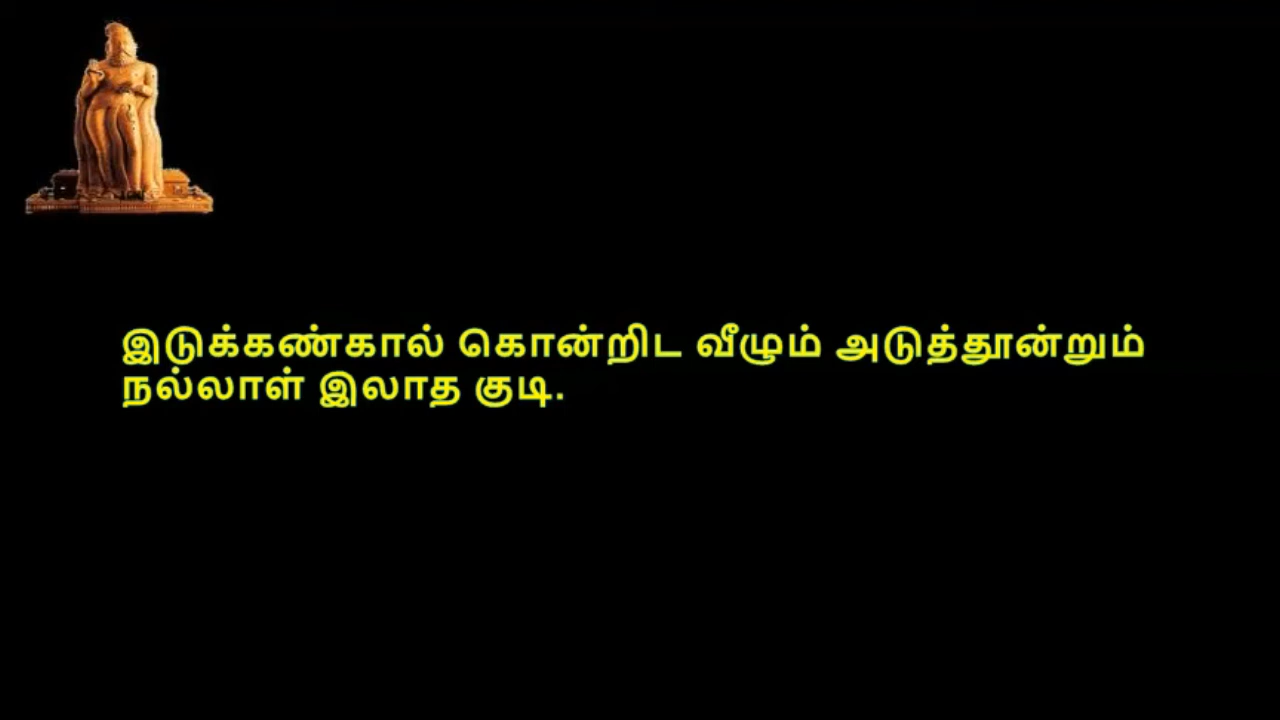 இடுக்கண்கால் கொன்றிட வீழும் அடுத்தூன்றும்
நல்லாள் இலாத குடி.